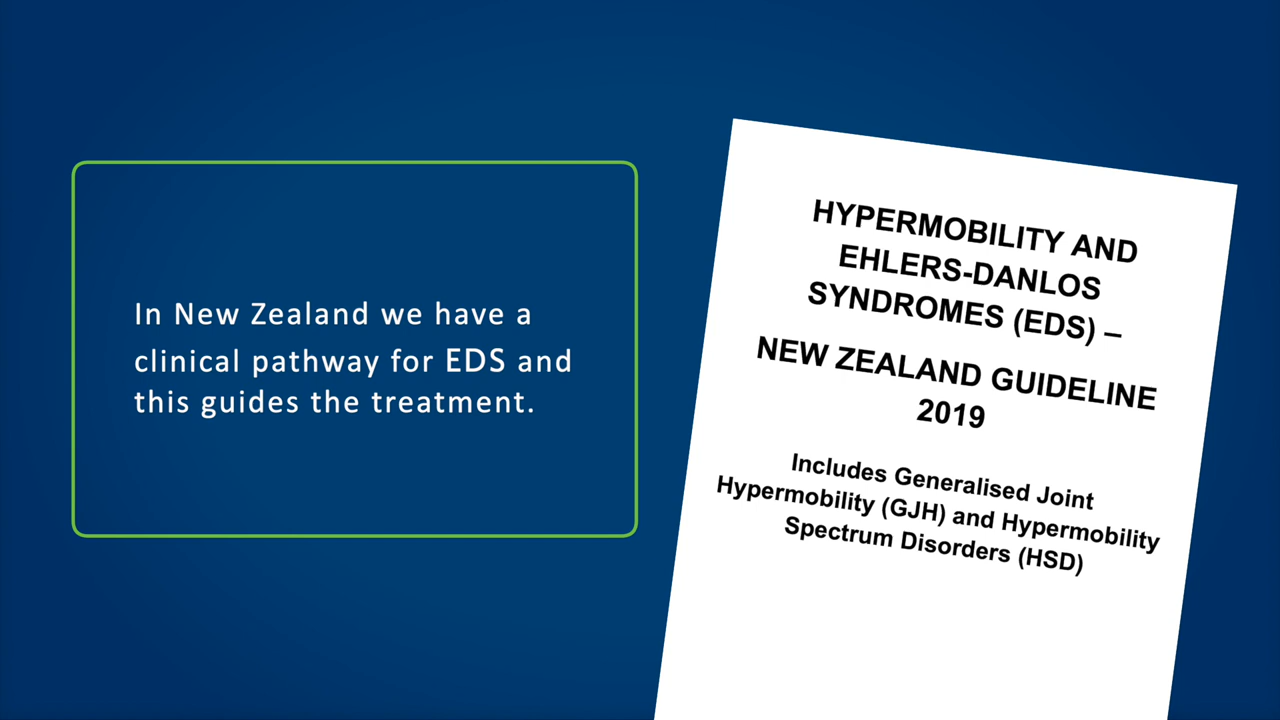 In New Zealand we have a
clinical pathway for EDS and
this guides the treatment.
HYPERMOBILITY AND
EHLERS-DANLOS
SYNDROMES (EDS) –
NEW ZEALAND GUIDELINE
2019
Includes Generalised Joint
Hypermobility (GJH) and Hypermobility
Spectrum Disorders (HSD)